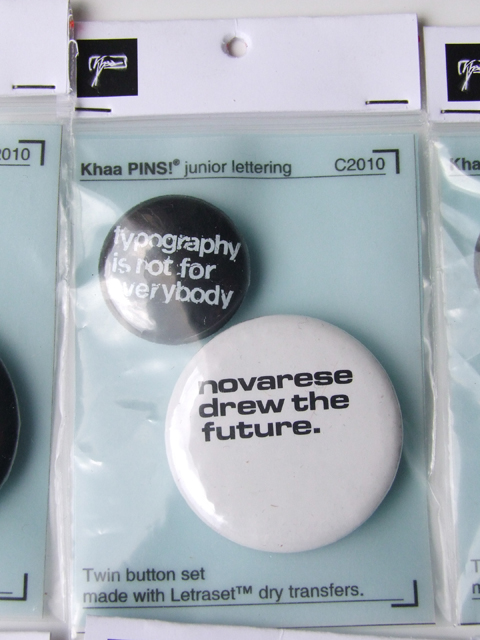 Khaa PINS!® junior lettering C2010
typography
is not for
everybody
novarese
drew the
future.
Twin button set
made with Letraset™ dry transfers.
2010